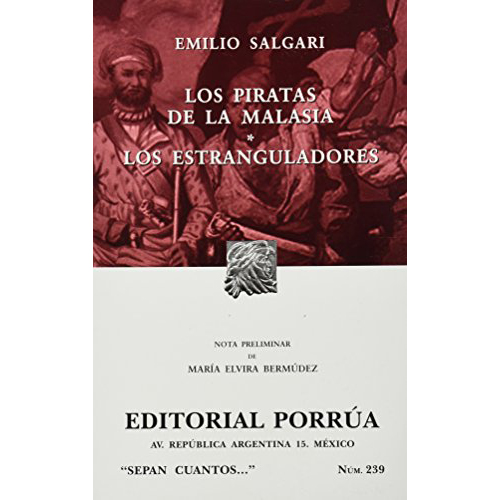 EMILIO SALGARI
LOS PIRATAS
DE LA MALASIA
*
LOS ESTRANGULADORES
NOTA PRELIMINAR
DE
MARÍA ELVIRA BERMÚDEZ
EDITORIAL PORRÚA
AV. REPÚBLICA ARGENTINA 15. MÉXICO
“SEPAN CUANTOS...” NÚM. 239